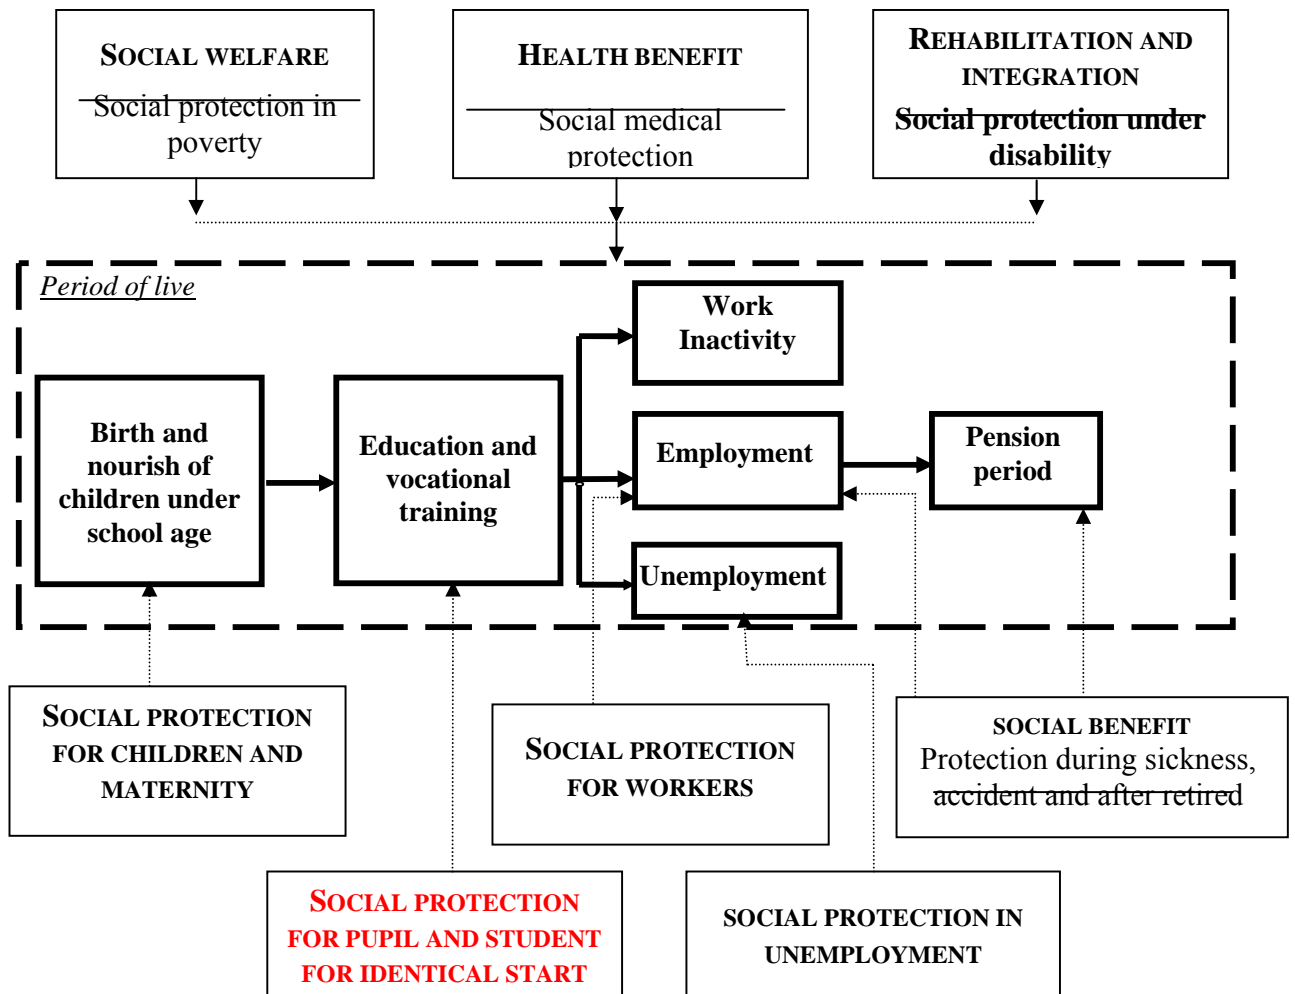 SOCIAL WELFARE
Social protection in
poverty
HEALTH BENEFIT
Social medical
protection
REHABILITATION AND
INTEGRATION
Social protection under
disability
Period of live
Work
Inactivity
Birth and
nourish of
children under
school age
Education and
vocational
training
Employment
Pension
period
Unemployment
SOCIAL PROTECTION
FOR CHILDREN AND
MATERNITY
SOCIAL PROTECTION
FOR WORKERS
SOCIAL BENEFIT
Protection during sickness,
accident and after retired
SOCIAL PROTECTION
FOR PUPIL AND STUDENT
FOR IDENTICAL START
SOCIAL PROTECTION IN
UNEMPLOYMENT